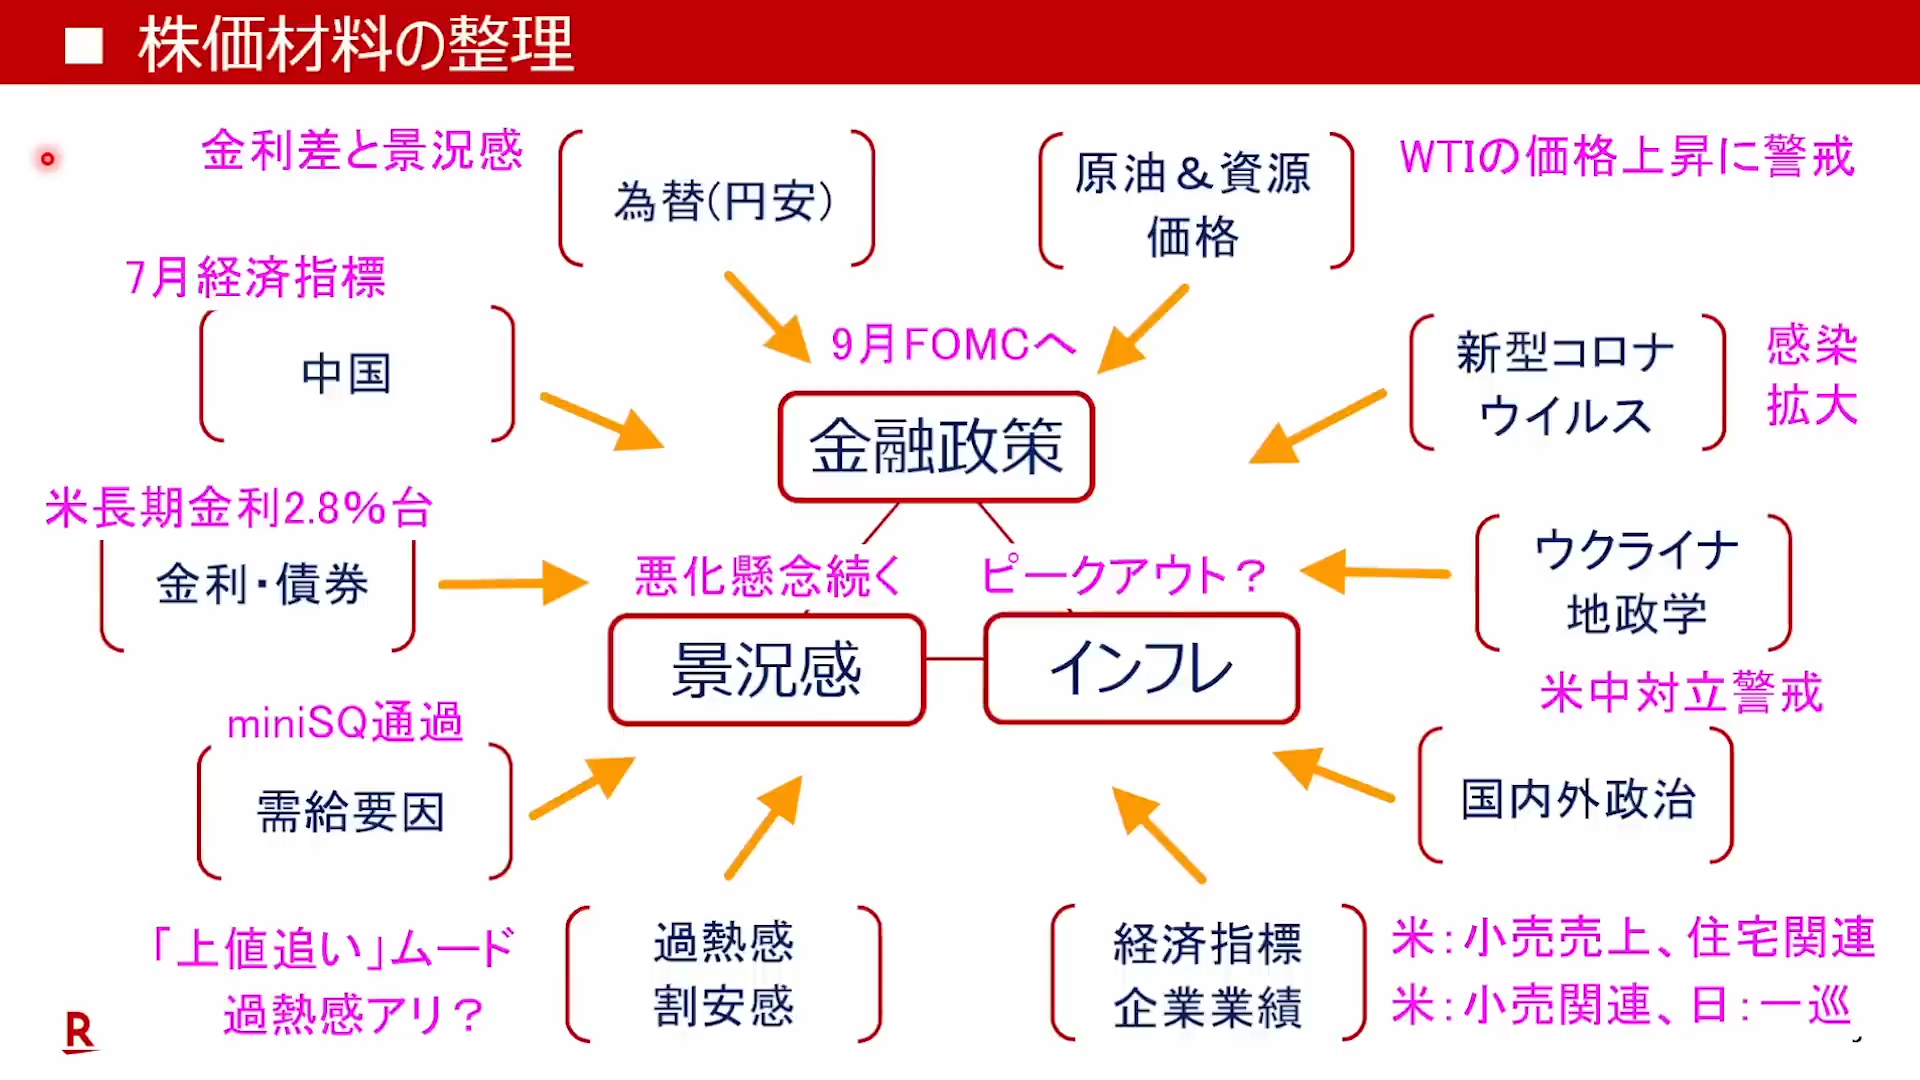 ■ 株価材料の整理
金利差と景況感
為替(円安)
原油&資源
価格
WTIの価格上昇に警戒
7月経済指標
中国
9月FOMCへ
新型コロナ
ウイルス
感染
拡大
金融政策
米長期金利2.8%台
金利・債券
悪化懸念続く
ピークアウト?
ウクライナ
地政学
景況感
インフレ
米中対立警戒
miniSQ通過
需給要因
国内外政治
「上値追い」ムード
過熱感アリ?
過熱感
割安感
経済指標
企業業績
米:小売売上、住宅関連
米:小売関連、日:一巡
R